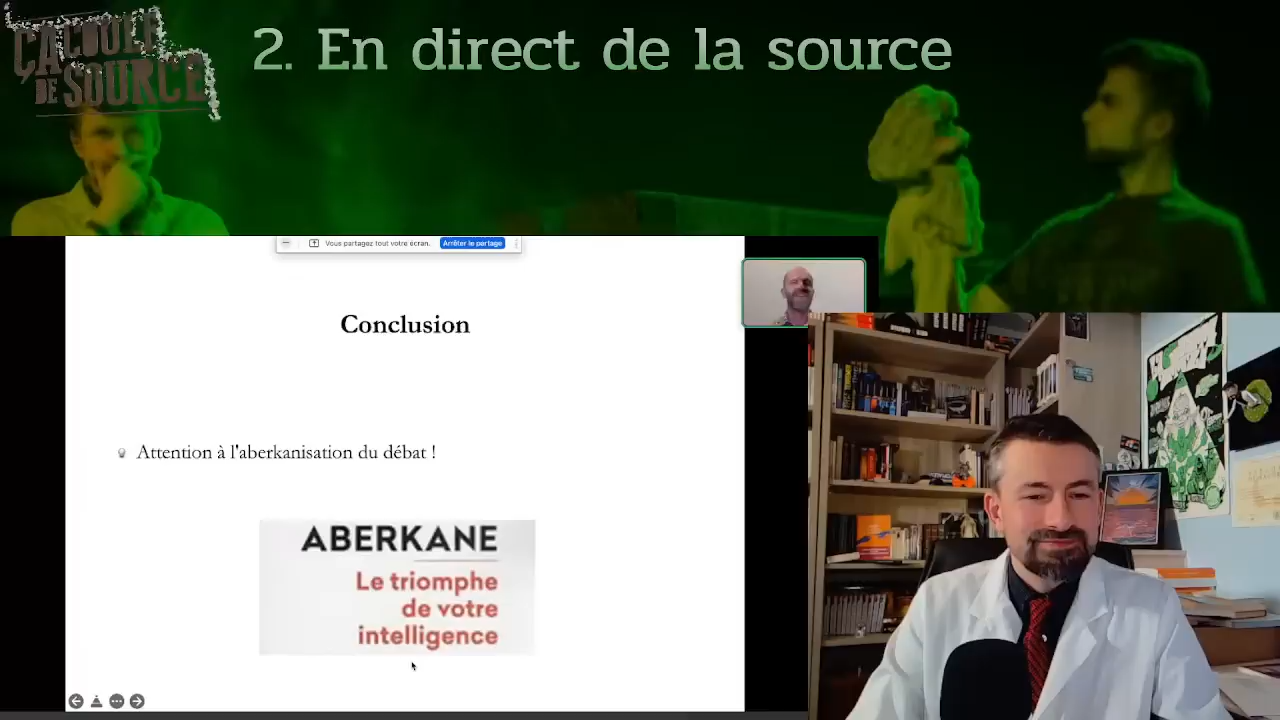 ÇA COULE
DE SOURCE
2. En direct de la source
Vous partagez tout votre écran.
Arrêter le partage
Conclusion
Attention à l'aberkanisation du débat !
ABERKANE
Le triomphe
de votre
intelligence